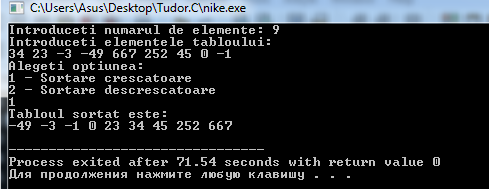 C:\Users\Asus\Desktop\Tudor.C\nike.exe
Introduceti numarul de elemente: 9
Introduceti elementele tabloului:
34 23 -3 -49 667 252 45 0 -1
Alegeti optiunea:
1 - Sortare crescatoare
2 - Sortare descrescatoare
1
Tabloul sortat este:
-49 -3 -1 0 23 34 45 252 667
--------------------------------
Process exited after 71.54 seconds with return value 0
Для продолжения нажмите любую клавишу . . .